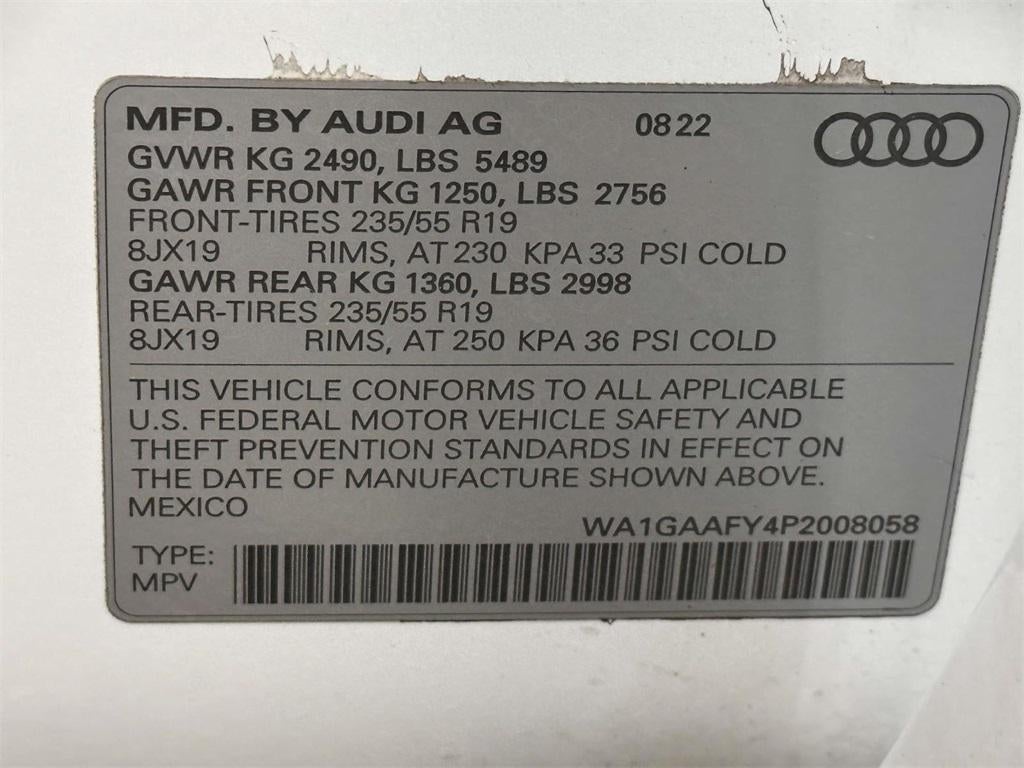 MFD. BY AUDI AG 0822
GVWR KG 2490, LBS 5489
GAWR FRONT KG 1250, LBS 2756
FRONT-TIRES 235/55 R19
8JX19 RIMS, AT 230 KPA 33 PSI COLD
GAWR REAR KG 1360, LBS 2998
REAR-TIRES 235/55 R19
8JX19 RIMS, AT 250 KPA 36 PSI COLD
THIS VEHICLE CONFORMS TO ALL APPLICABLE
U.S. FEDERAL MOTOR VEHICLE SAFETY AND
THEFT PREVENTION STANDARDS IN EFFECT ON
THE DATE OF MANUFACTURE SHOWN ABOVE.
MEXICO
WA1GAAFY4P2008058
TYPE:
MPV